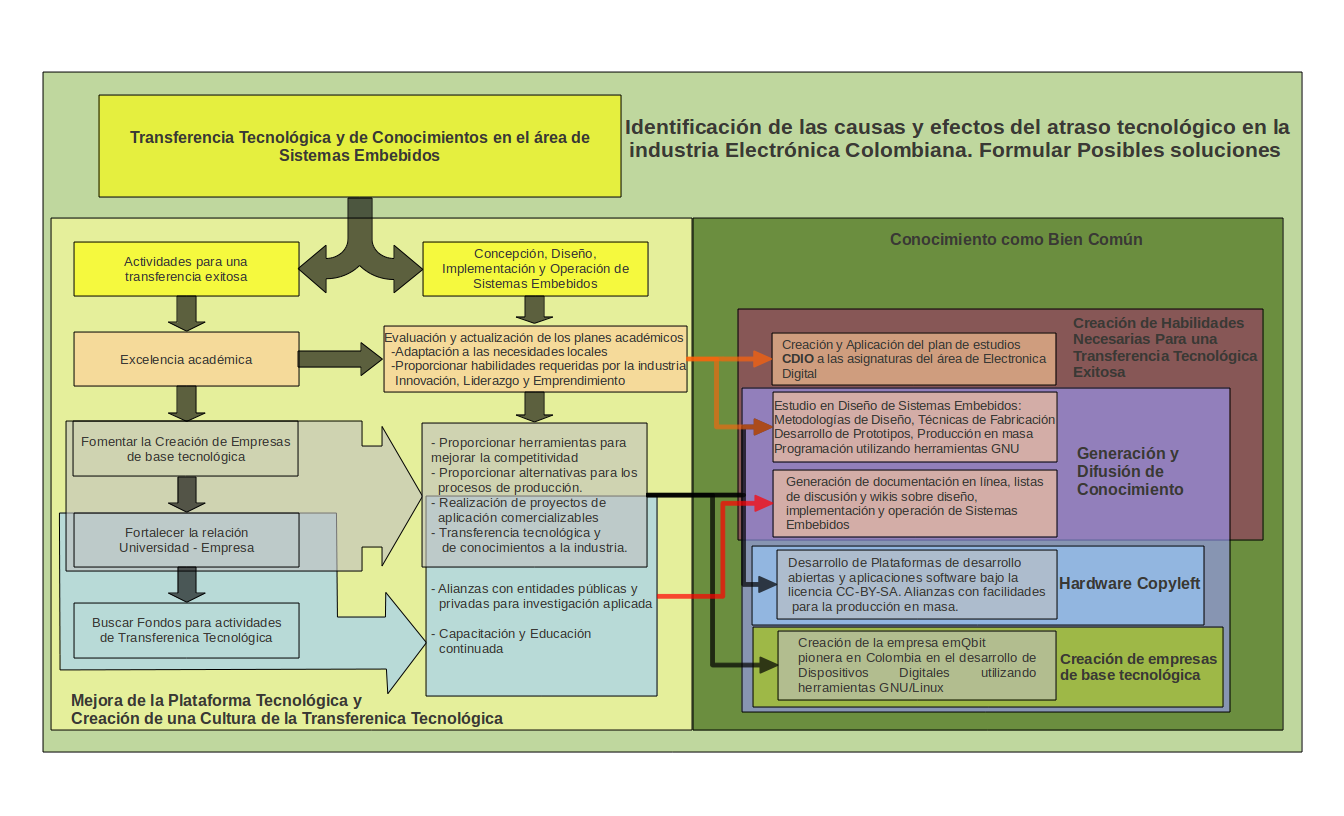 Transferencia Tecnológica y de Conocimientos en el área de
Sistemas Embebidos
Identificación de las causas y efectos del atraso tecnológico en la
industria Electrónica Colombiana. Formular Posibles soluciones
Actividades para una
transferencia exitosa
Concepción, Diseño,
Implementación y Operación de
Sistemas Embebidos
Excelencia académica
Evaluación y actualización de los planes académicos
-Adaptación a las necesidades locales
-Proporcionar habilidades requeridas por la industria
Innovación, Liderazgo y Emprendimiento
Fomentar la Creación de Empresas
de base tecnológica
Fortalecer la relación
Universidad - Empresa
Buscar Fondos para actividades
de Transferenica Tecnológica
- Proporcionar herramientas para
mejorar la competitividad
- Proporcionar alternativas para los
procesos de producción.
- Realización de proyectos de
aplicación comercializables
- Transferencia tecnológica y
de conocimientos a la industria.
- Alianzas con entidades públicas y
privadas para investigación aplicada
- Capacitación y Educación
continuada
Mejora de la Plataforma Tecnológica y
Creación de una Cultura de la Transferenica Tecnológica
Conocimiento como Bien Común
Creación de Habilidades
Necesarias Para una
Transferencia Tecnológica
Exitosa
Creación y Aplicación del plan de estudios
CDIO a las asignaturas del área de Electronica
Digital
Estudio en Diseño de Sistemas Embebidos:
Metodologías de Diseño, Técnicas de Fabricación
Desarrollo de Prototipos, Producción en masa
Programación utilizando herramientas GNU
Generación y
Difusión de
Conocimiento
Generación de documentación en línea, listas
de discusión y wikis sobre diseño,
implementación y operación de Sistemas
Embebidos
Desarrollo de Plataformas de desarrollo
abiertas y aplicaciones software bajo la
licencia CC-BY-SA. Alianzas con facilidades
para la producción en masa.
Hardware Copyleft
Creación de la empresa emQbit
pionera en Colombia en el desarrollo de
Dispositivos Digitales utilizando
herramientas GNU/Linux
Creación de empresas
de base tecnológica